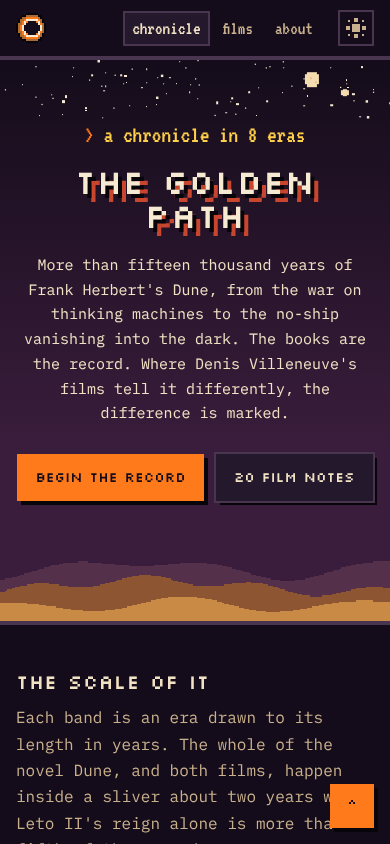 chronicle films about
> a chronicle in 8 eras
THE GOLDEN
PATH
More than fifteen thousand years of
Frank Herbert's Dune, from the war on
thinking machines to the no-ship
vanishing into the dark. The books are
the record. Where Denis Villeneuve's
films tell it differently, the
difference is marked.
BEGIN THE RECORD
20 FILM NOTES
THE SCALE OF IT
Each band is an era drawn to its
length in years. The whole of the
novel Dune, and both films, happen
inside a sliver about two years
Leto II's reign alone is more